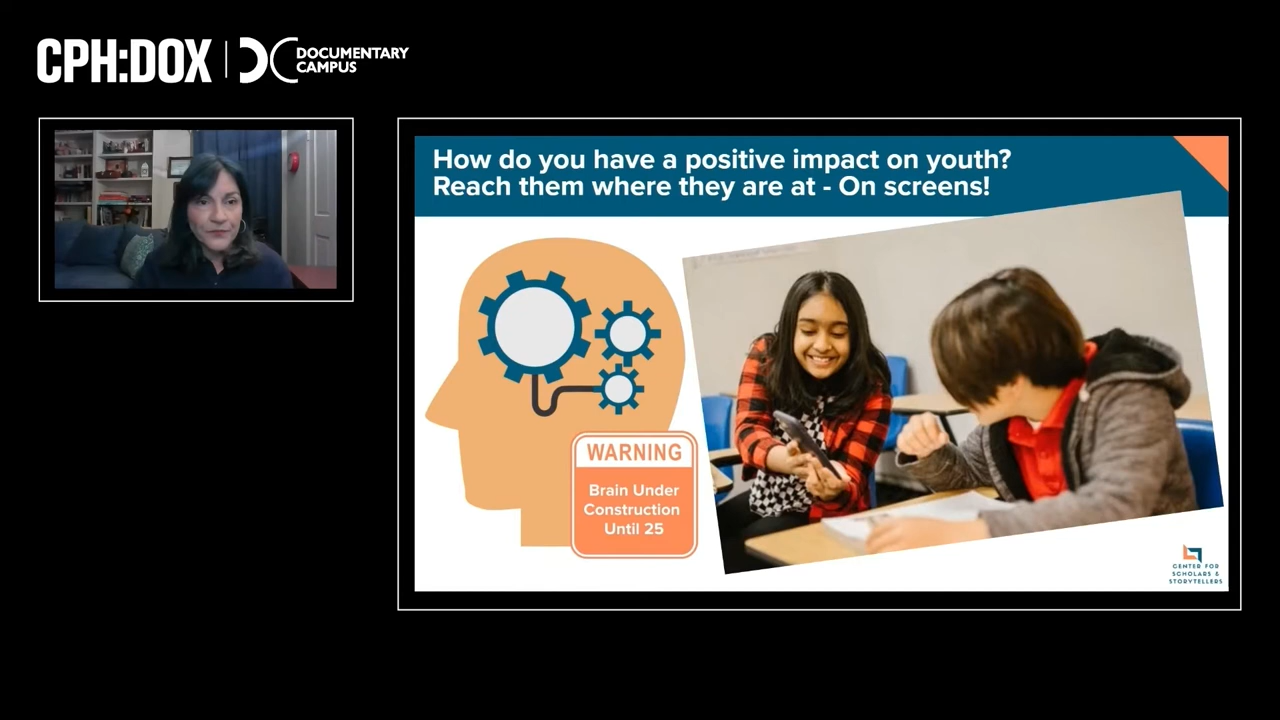 CPH:DOX
DOCUMENTARY
CAMPUS
How do you have a positive impact on youth?
Reach them where they are at - On screens!
WARNING
Brain Under
Construction
Until 25
CENTER FOR
SCHOLARS &
STORYTELLERS